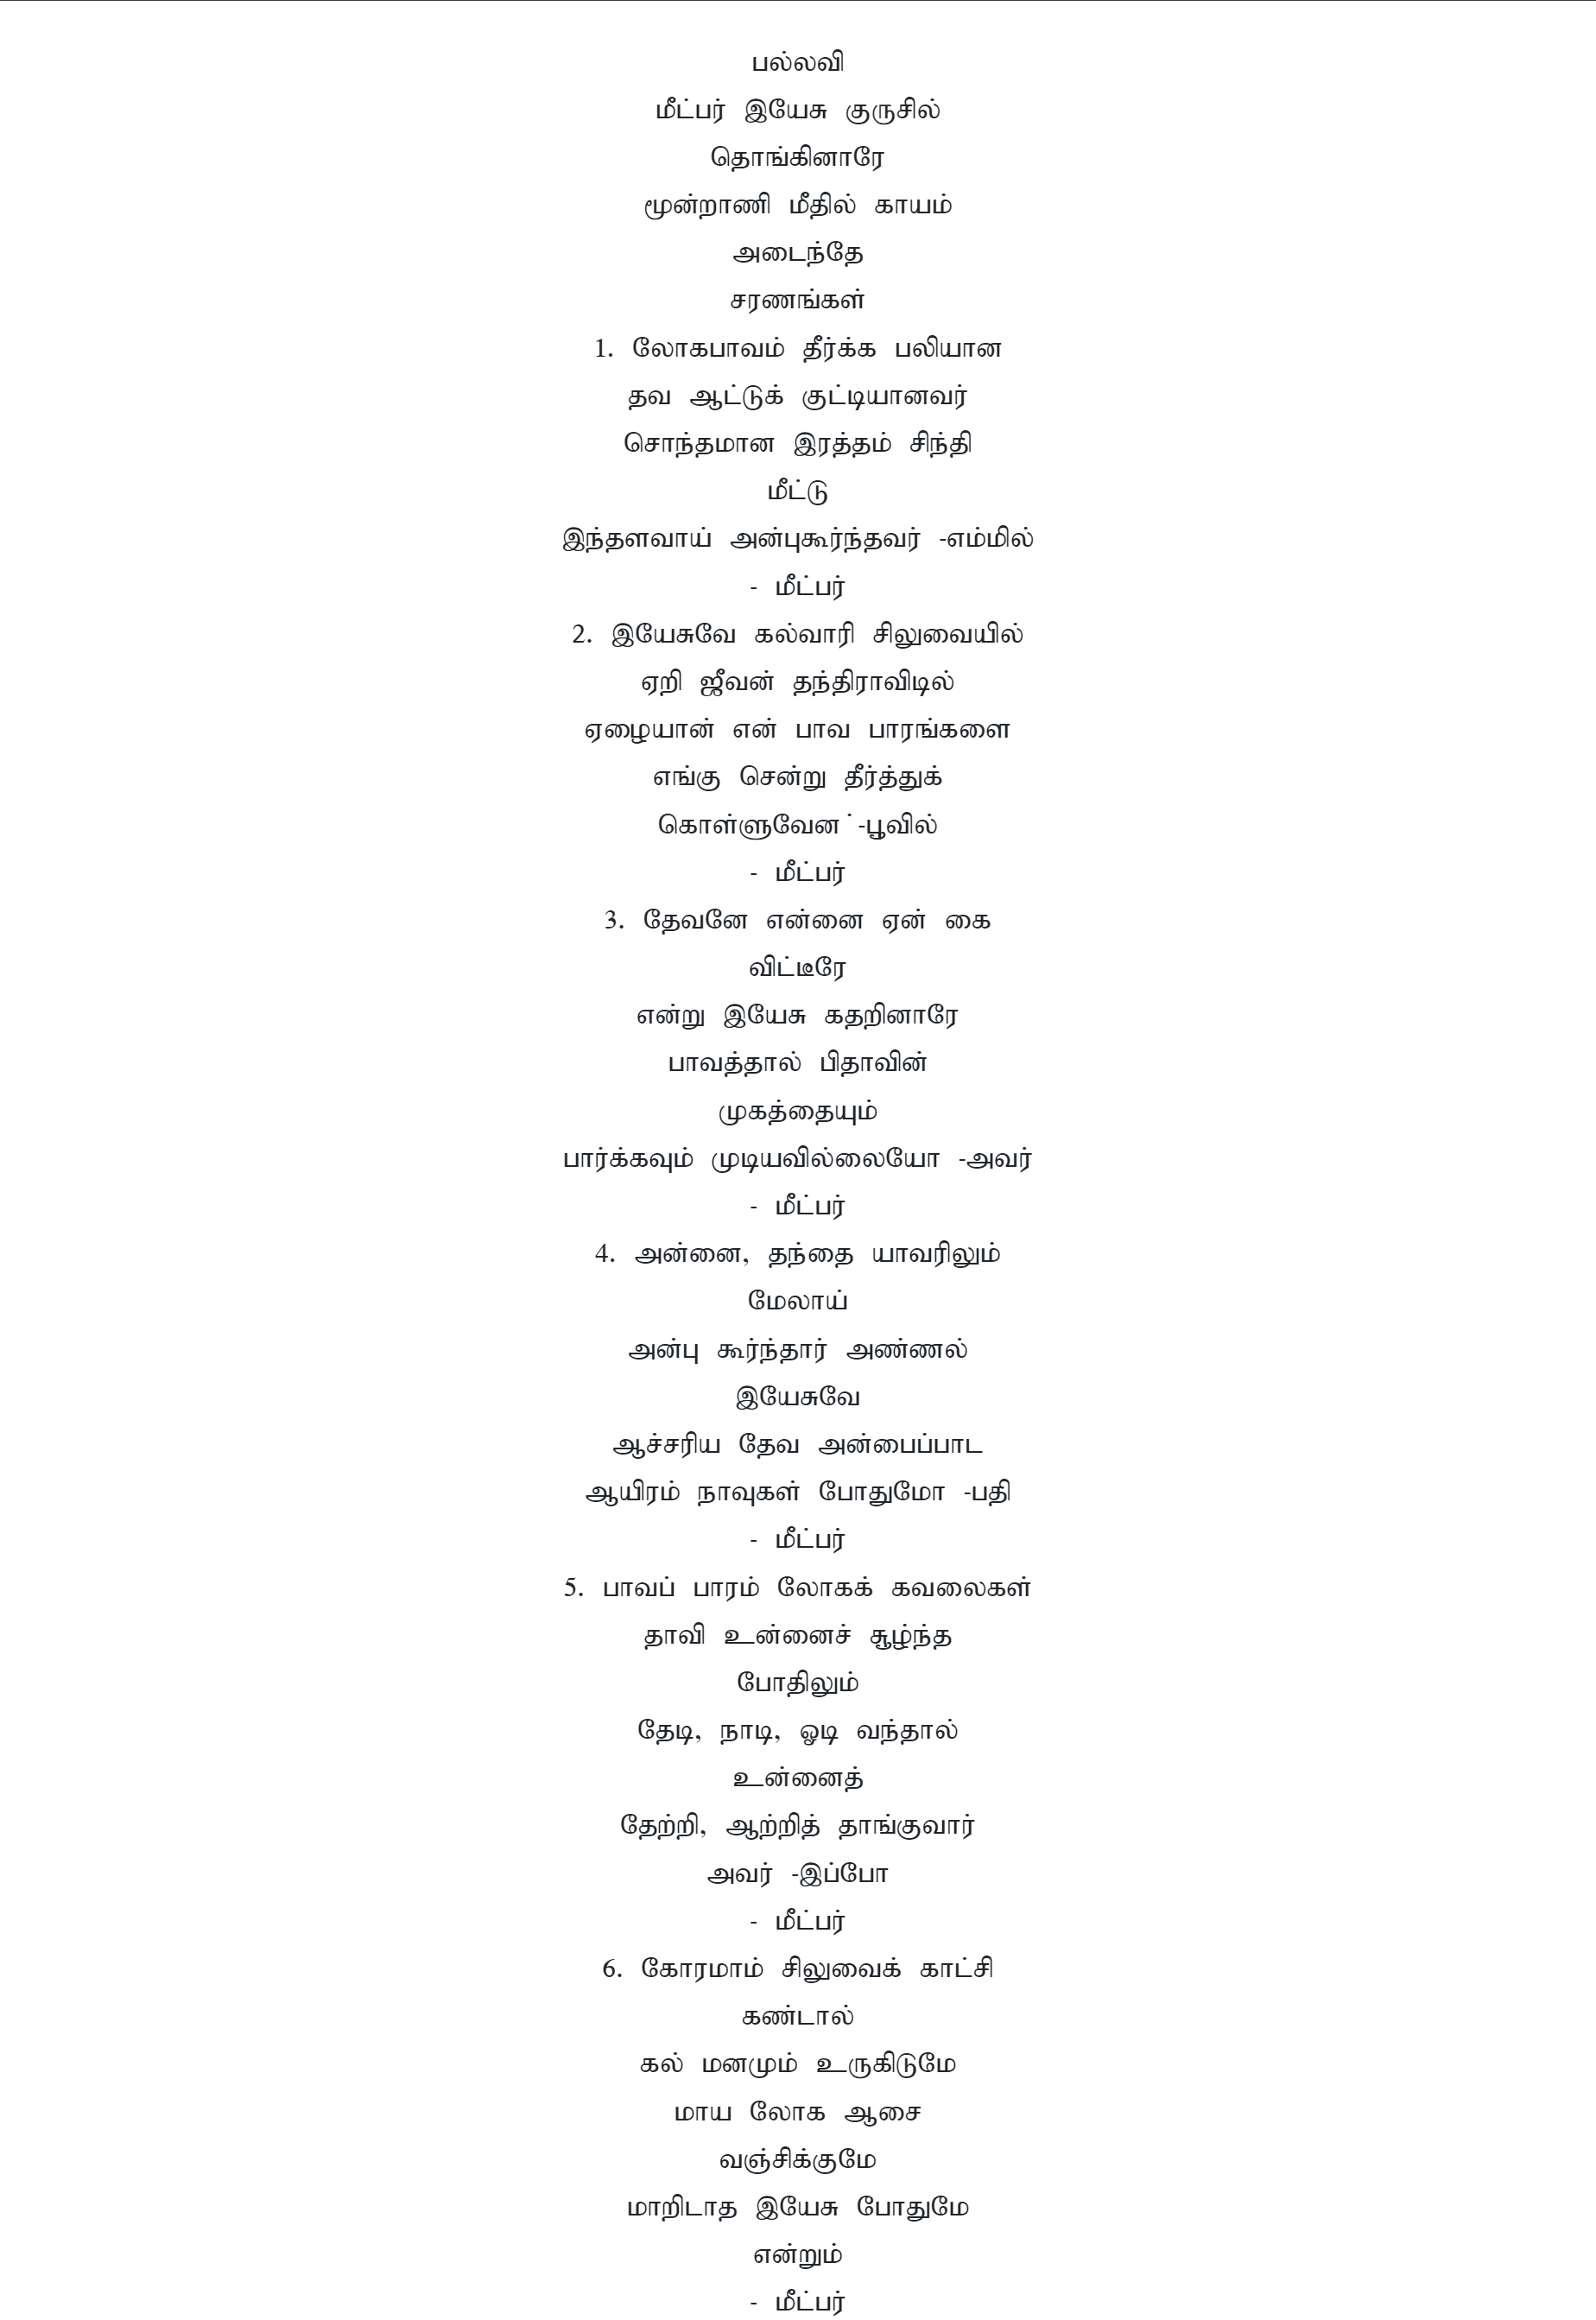 பல்லவி
மீட்பர் இயேசு குருசில்
தொங்கினாரே
மூன்றாணி மீதில் காயம்
அடைந்தே
சரணங்கள்
1. லோகபாவம் தீர்க்க பலியான
தவ ஆட்டுக் குட்டியானவர்
சொந்தமான இரத்தம் சிந்தி
மீட்டு
இந்தளவாய் அன்புகூர்ந்தவர் -எம்மில்
- மீட்பர்
2. இயேசுவே கல்வாரி சிலுவையில்
ஏறி ஜீவன் தந்திராவிடில்
ஏழையான் என் பாவ பாரங்களை
எங்கு சென்று தீர்த்துக்
கொள்ளுவேன ்-பூவில்
- மீட்பர்
3. தேவனே என்னை ஏன் கை
விட்டீரே
என்று இயேசு கதறினாரே
பாவத்தால் பிதாவின்
முகத்தையும்
பார்க்கவும் முடியவில்லையோ -அவர்
- மீட்பர்
4. அன்னை, தந்தை யாவரிலும்
மேலாய்
அன்பு கூர்ந்தார் அண்ணல்
இயேசுவே
ஆச்சரிய தேவ அன்பைப்பாட
ஆயிரம் நாவுகள் போதுமோ -பதி
- மீட்பர்
5. பாவப் பாரம் லோகக் கவலைகள்
தாவி உன்னைச் சூழ்ந்த
போதிலும்
தேடி, நாடி, ஓடி வந்தால்
உன்னைத்
தேற்றி, ஆற்றித் தாங்குவார்
அவர் -இப்போ
- மீட்பர்
6. கோரமாம் சிலுவைக் காட்சி
கண்டால்
கல் மனமும் உருகிடுமே
மாய லோக ஆசை
வஞ்சிக்குமே
மாறிடாத இயேசு போதுமே
என்றும்
- மீட்பர்